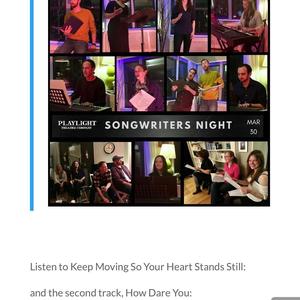 PLAYLIGHT
THEATRE COMPANY
SONGWRITERS NIGHT
MAR
30
Listen to Keep Moving So Your Heart Stands Still:
and the second track, How Dare You: